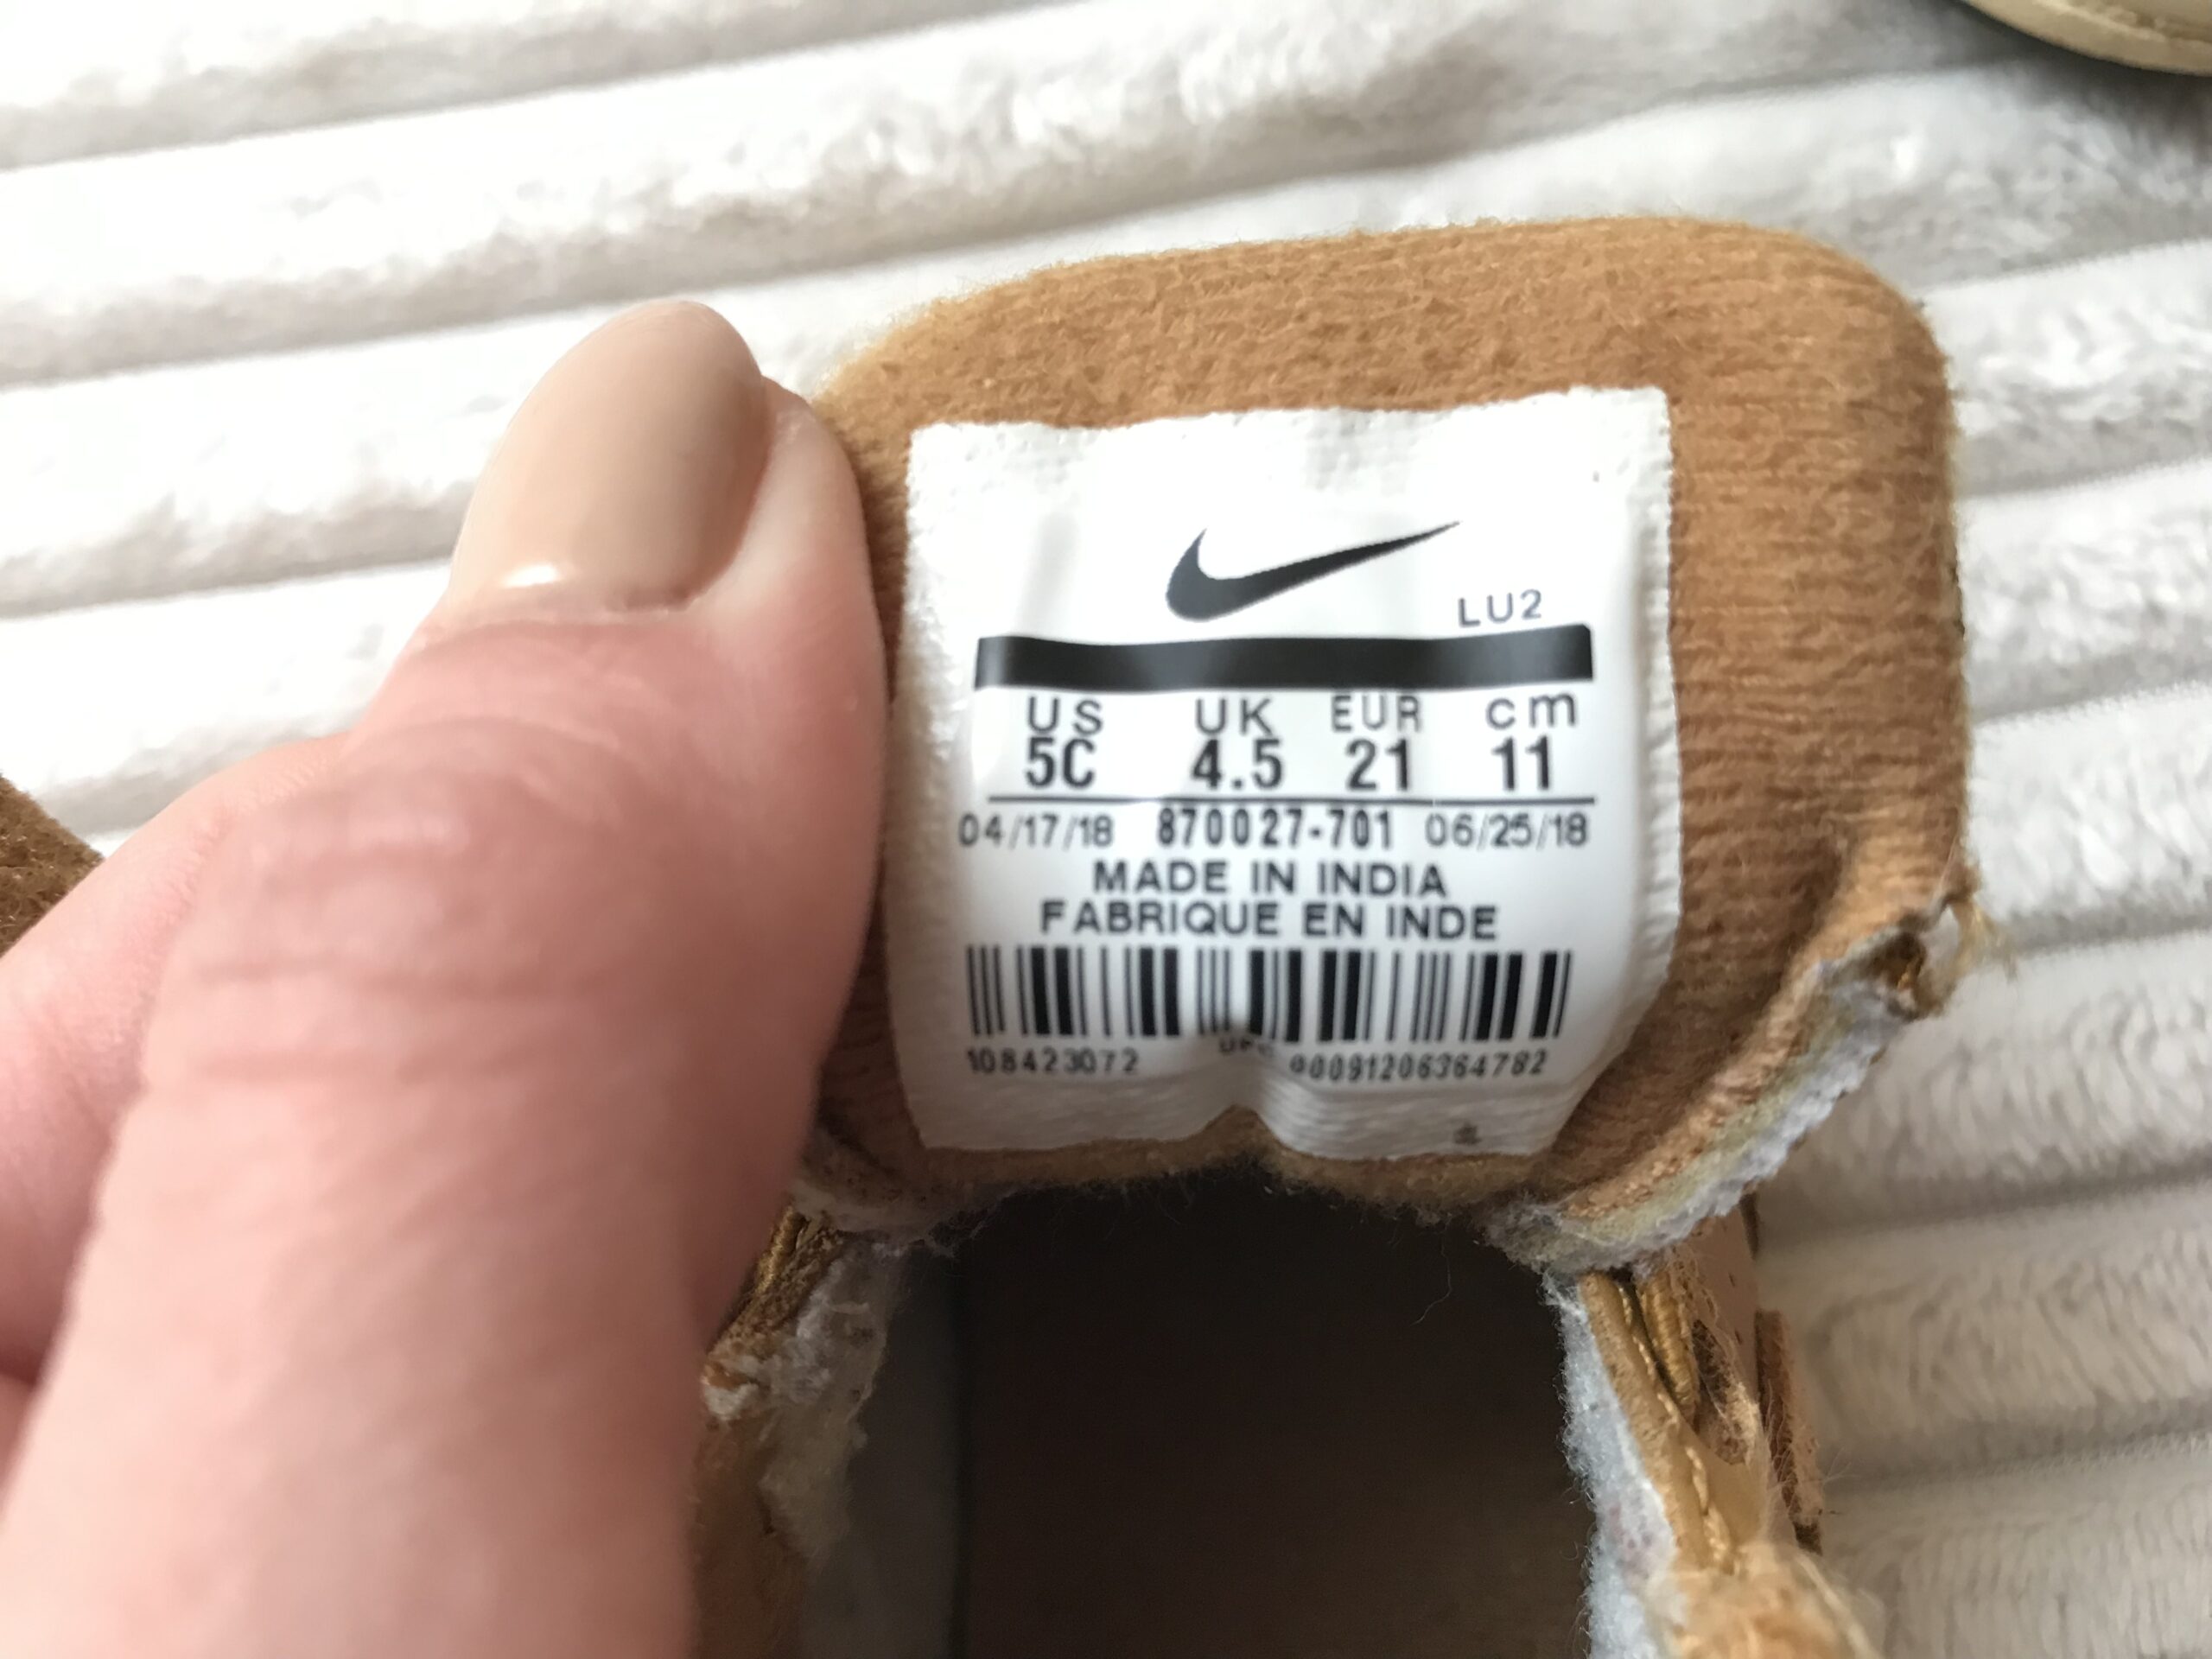 LU2
US UK EUR cm
5C 4.5 21 11
04/17/18 870027-701 06/25/18
MADE IN INDIA
FABRIQUE EN INDE
108423072 00091206364782